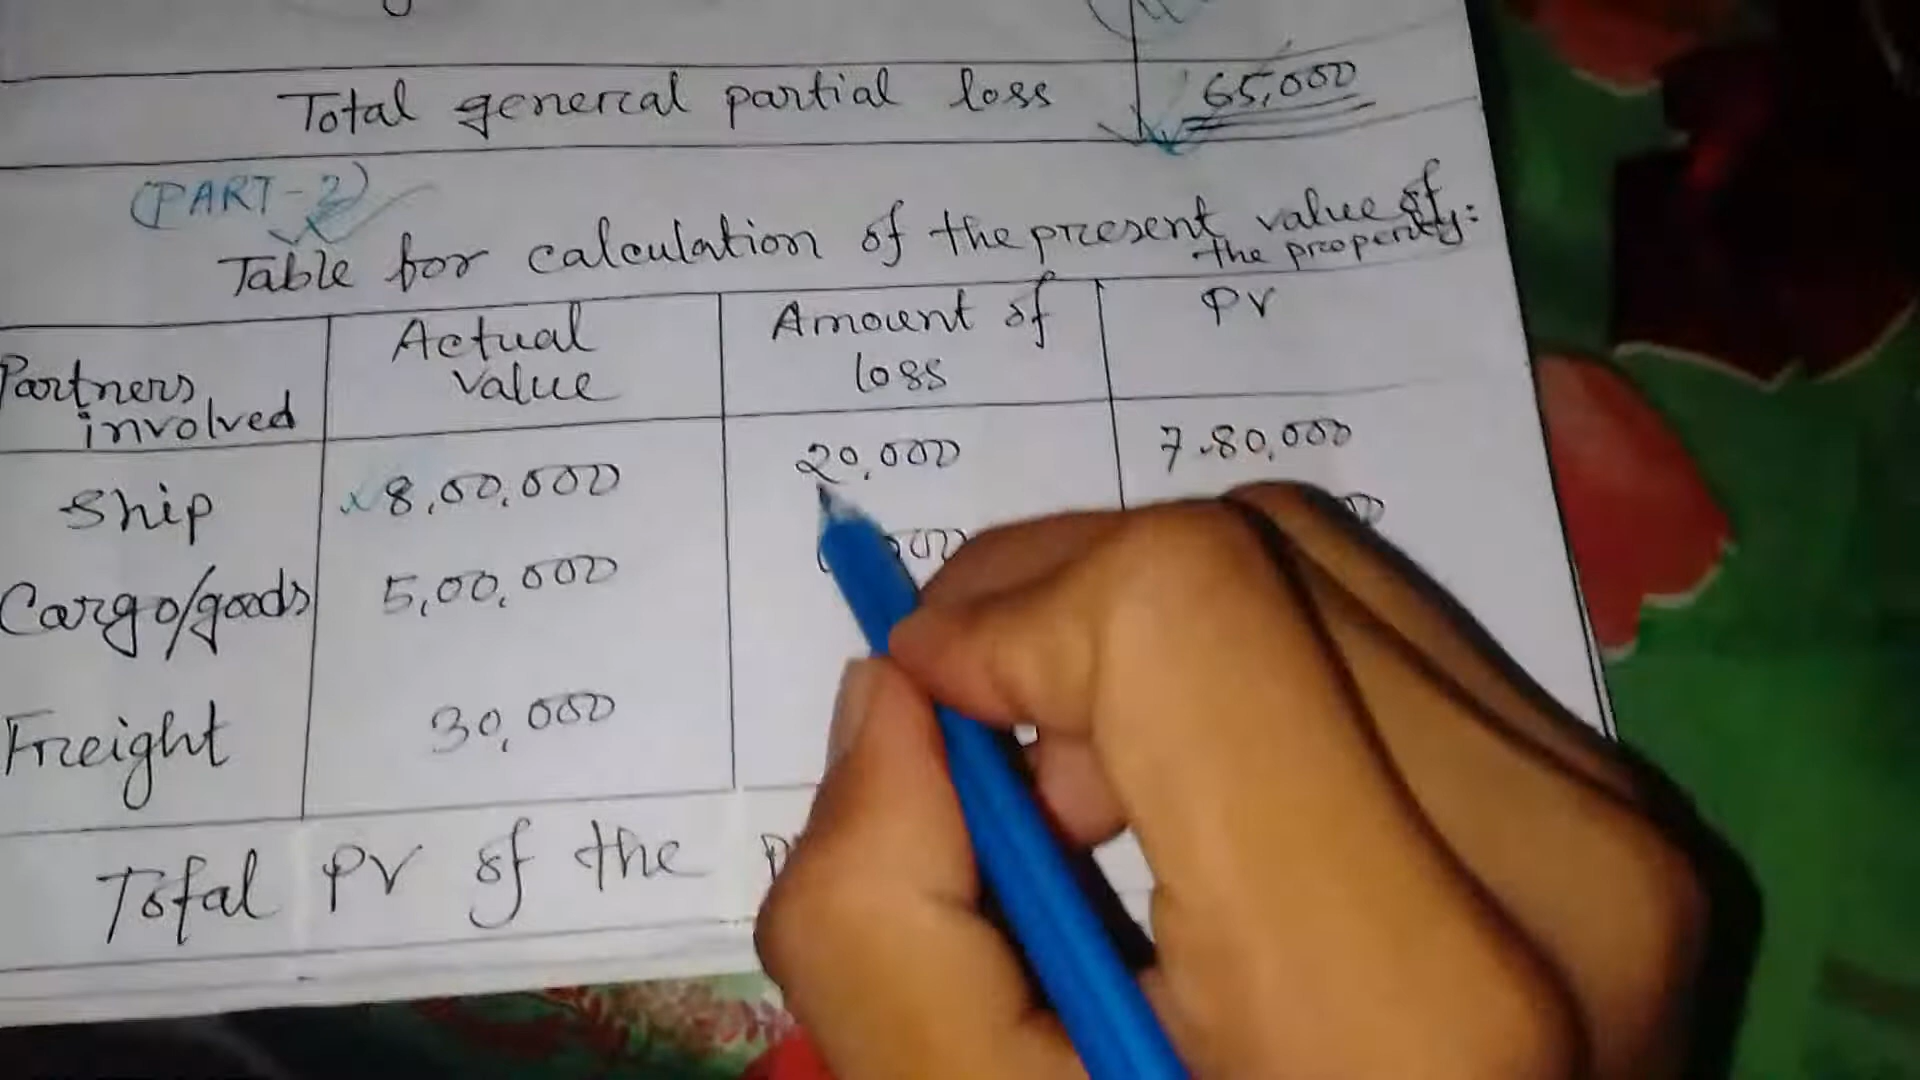 Total general partial loss 65,000
(PART-2)
Table for calculation of the present value of
the property:
Partners involved Actual Value Amount of loss PV
Ship 8,00,000 20,000 7,80,000
Cargo/goods 5,00,000
Freight 30,000
Total PV of the